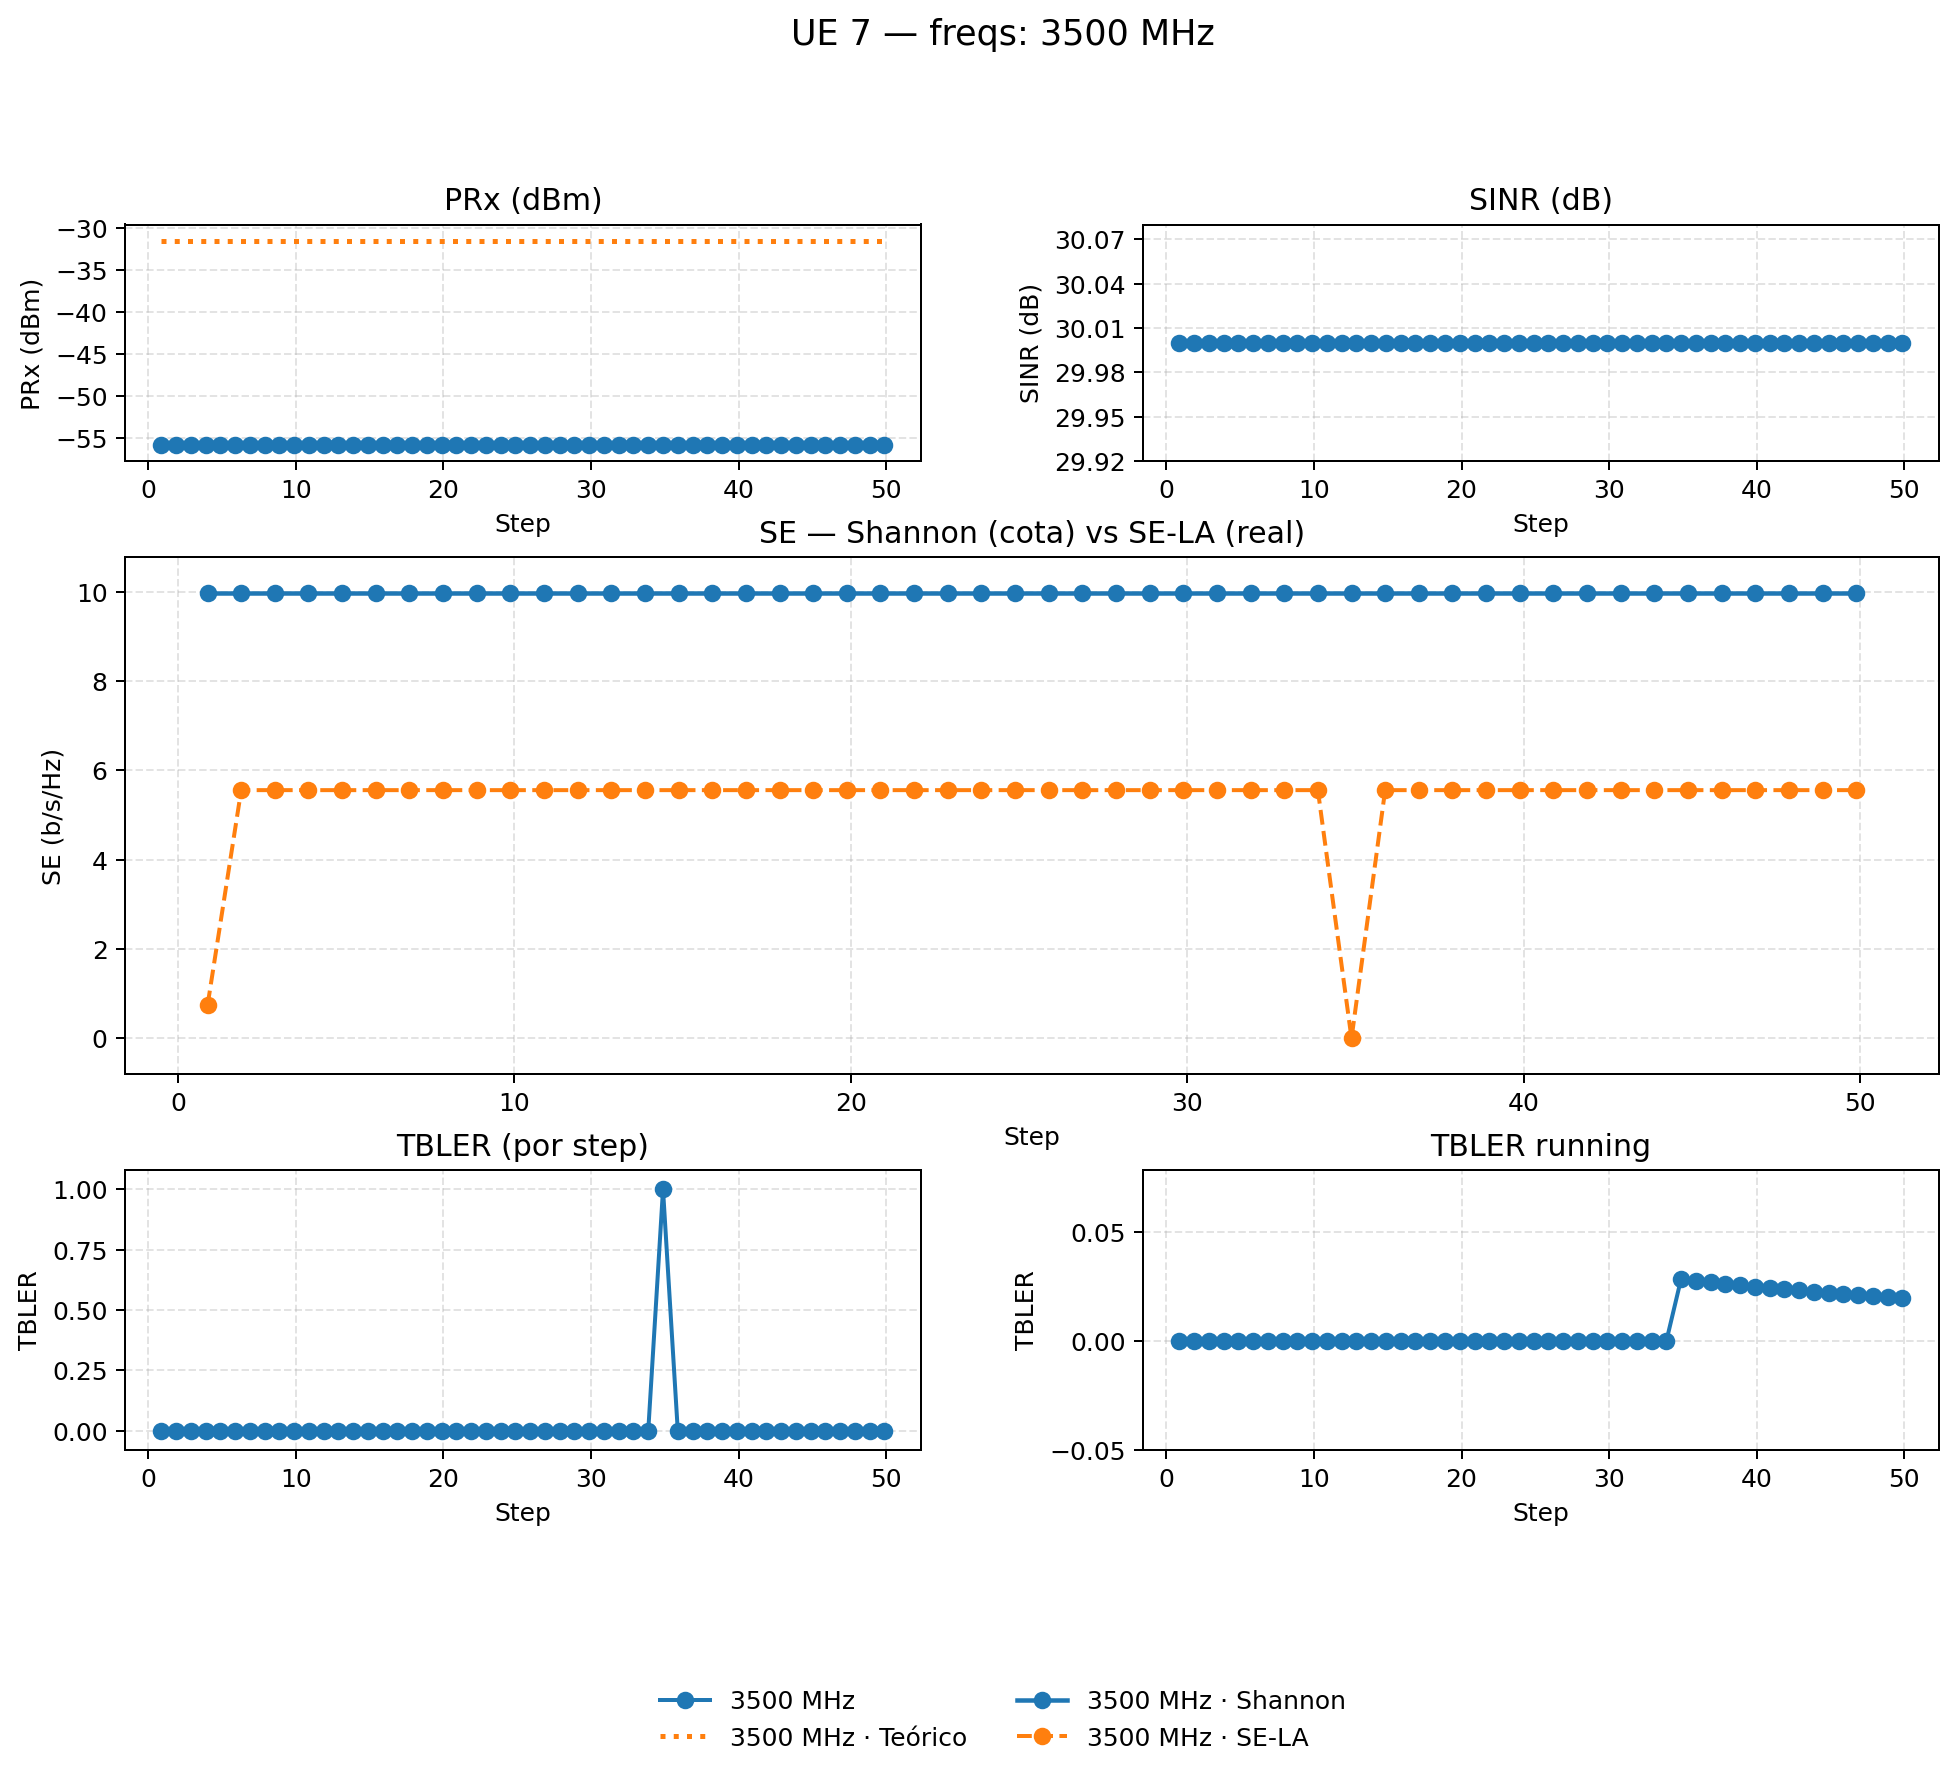 UE 7 — freqs: 3500 MHz
PRx (dBm)
PRx (dBm)
−30
−35
−40
−45
−50
−55
0 10 20 30 40 50
Step
SINR (dB)
SINR (dB)
30.07
30.04
30.01
29.98
29.95
29.92
0 10 20 30 40 50
Step
SE — Shannon (cota) vs SE-LA (real)
SE (b/s/Hz)
10
8
6
4
2
0
0 10 20 30 40 50
Step
TBLER (por step)
TBLER
1.00
0.75
0.50
0.25
0.00
0 10 20 30 40 50
Step
TBLER running
TBLER
0.05
0.00
−0.05
0 10 20 30 40 50
Step
3500 MHz
3500 MHz · Teórico
3500 MHz · Shannon
3500 MHz · SE-LA